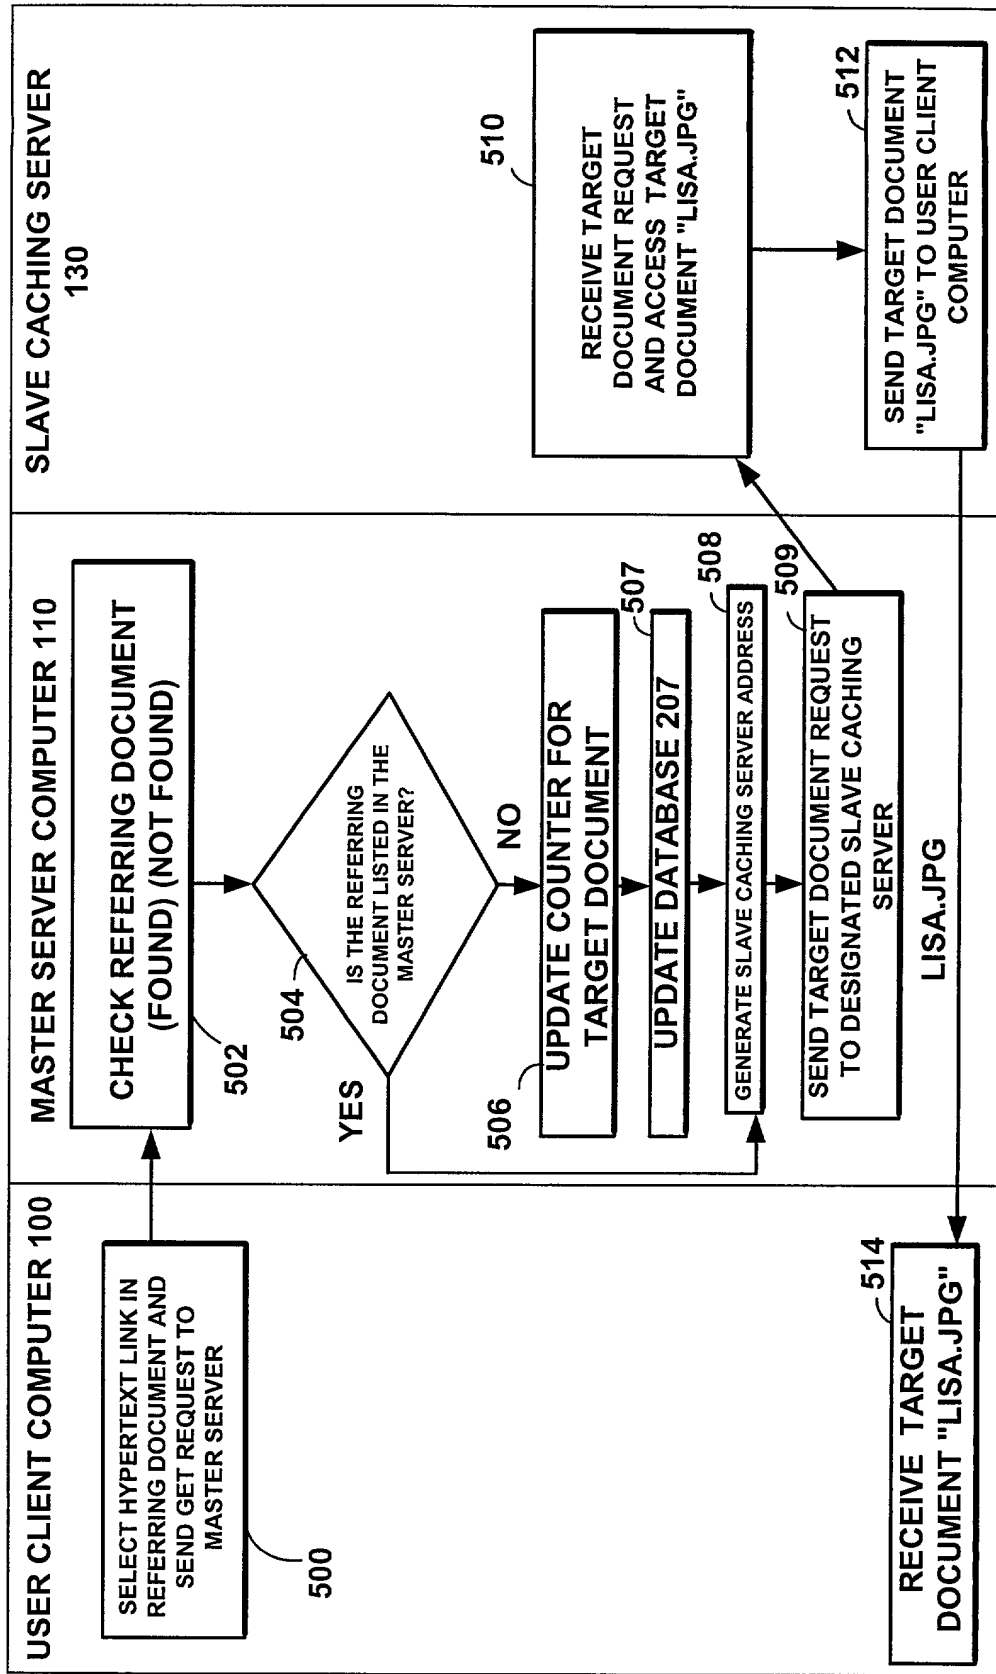 USER CLIENT COMPUTER 100
SELECT HYPERTEXT LINK IN
REFERRING DOCUMENT AND
SEND GET REQUEST TO
MASTER SERVER
500
RECEIVE TARGET
DOCUMENT "LISA.JPG"
514
MASTER SERVER COMPUTER 110
CHECK REFERRING DOCUMENT
(FOUND) (NOT FOUND)
502
IS THE REFERRING
DOCUMENT LISTED IN THE
MASTER SERVER?
504
YES
NO
UPDATE COUNTER FOR
TARGET DOCUMENT
506
UPDATE DATABASE 207
507
GENERATE SLAVE CACHING SERVER ADDRESS
508
SEND TARGET DOCUMENT REQUEST
TO DESIGNATED SLAVE CACHING
SERVER
509
LISA.JPG
SLAVE CACHING SERVER
130
RECEIVE TARGET
DOCUMENT REQUEST
AND ACCESS TARGET
DOCUMENT "LISA.JPG"
510
SEND TARGET DOCUMENT
"LISA.JPG" TO USER CLIENT
COMPUTER
512